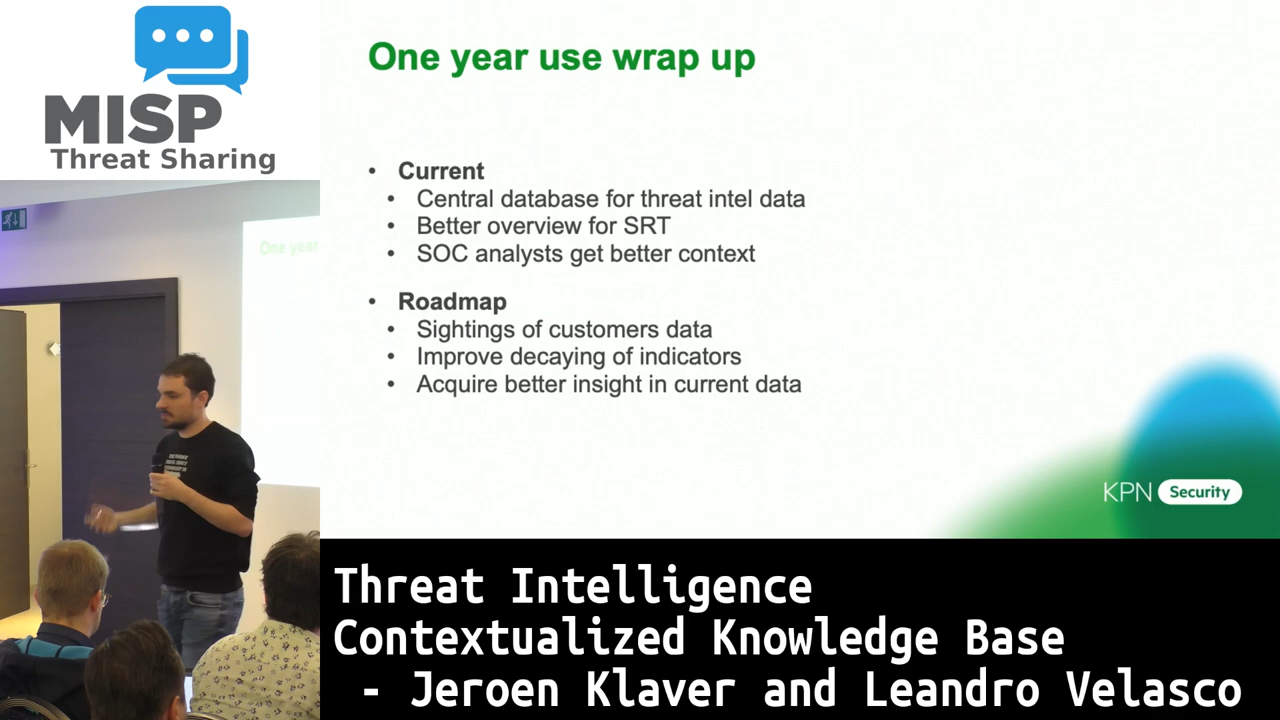 MISP
Threat Sharing
One year use wrap up
• Current
• Central database for threat intel data
• Better overview for SRT
• SOC analysts get better context
• Roadmap
• Sightings of customers data
• Improve decaying of indicators
• Acquire better insight in current data
KPN Security
One year
Threat Intelligence
Contextualized Knowledge Base
- Jeroen Klaver and Leandro Velasco